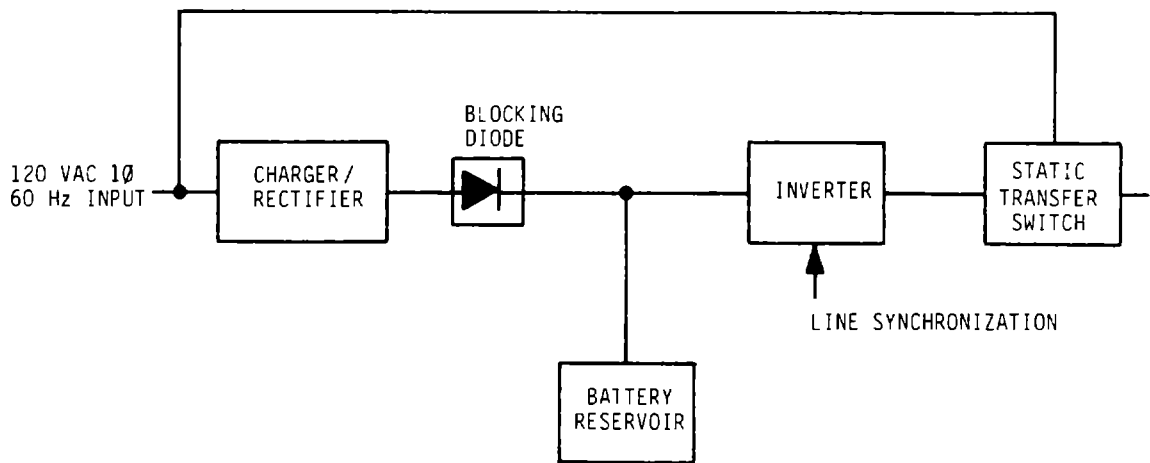 BLOCKING
DIODE
120 VAC 1Ø
60 Hz INPUT
CHARGER/
RECTIFIER
INVERTER
STATIC
TRANSFER
SWITCH
LINE SYNCHRONIZATION
BATTERY
RESERVOIR